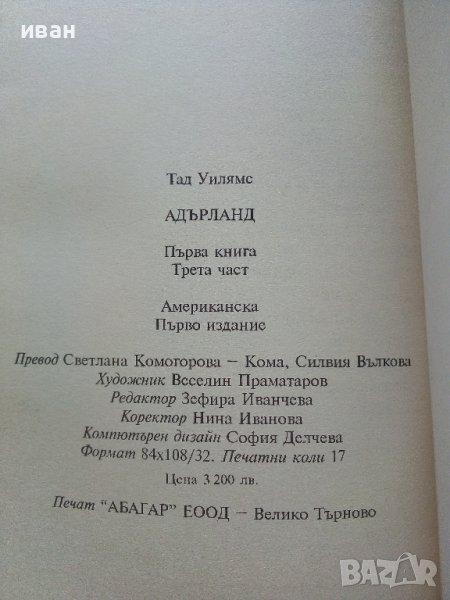 иван
Тад Уилямс
АДЪРЛАНД
Първа книга
Трета част
Американска
Първо издание
Превод Светлана Комогорова – Кома, Силвия Вълкова
Художник Веселин Праматаров
Редактор Зефира Иванчева
Коректор Нина Иванова
Компютърен дизайн София Делчева
Формат 84х108/32. Печатни коли 17
Цена 3 200 лв.
Печат "АБАГАР" ЕООД – Велико Търново
BAZAR